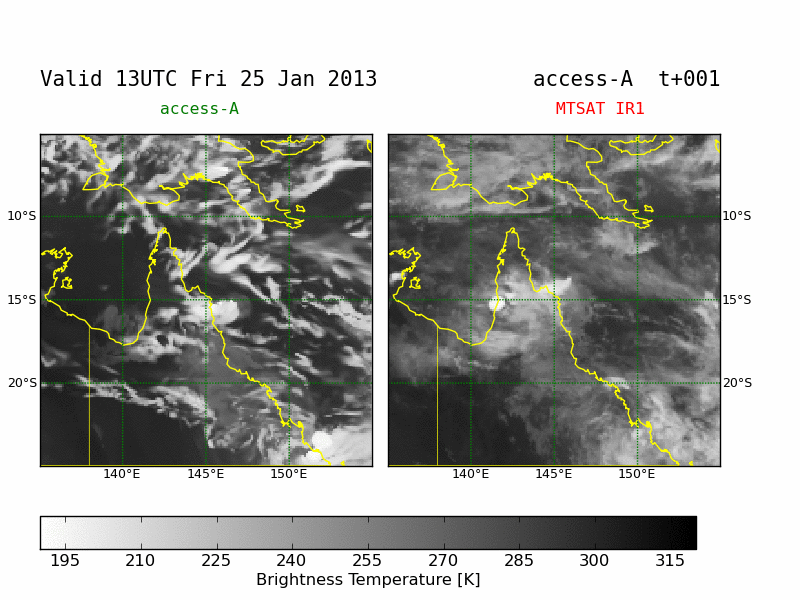 Valid 13UTC Fri 25 Jan 2013 access-A t+001
access-A MTSAT IR1
10°S 10°S
15°S 15°S
20°S 20°S
140°E 145°E 150°E 140°E 145°E 150°E
195 210 225 240 255 270 285 300 315
Brightness Temperature [K]